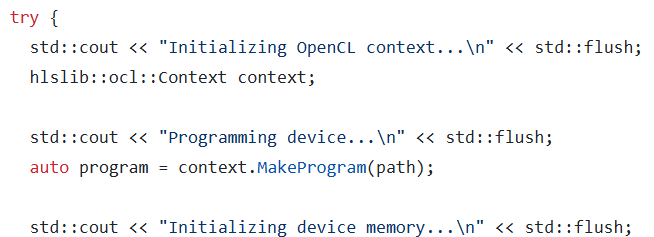 try {
  std::cout << "Initializing OpenCL context...\n" << std::flush;
  hlslib::ocl::Context context;

  std::cout << "Programming device...\n" << std::flush;
  auto program = context.MakeProgram(path);

  std::cout << "Initializing device memory...\n" << std::flush;